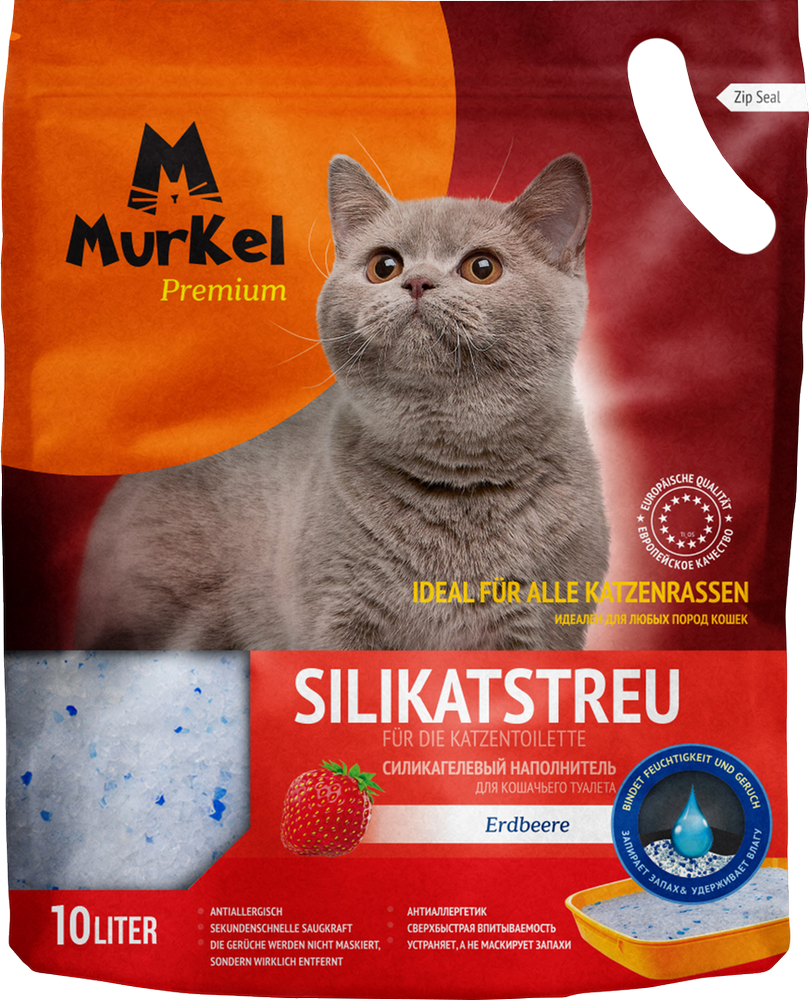 Zip Seal
M
Murkel
Premium
EUROPÄISCHE QUALITÄT
ЕВРОПЕЙСКОЕ КАЧЕСТВО
IDEAL FÜR ALLE KATZENRASSEN
ИДЕАЛЕН ДЛЯ ЛЮБЫХ ПОРОД КОШЕК
SILIKATSTREU
FÜR DIE KATZENTOILETTE
СИЛИКАГЕЛЕВЫЙ НАПОЛНИТЕЛЬ
ДЛЯ КОШАЧЬЕГО ТУАЛЕТА
Erdbeere
BINDET FEUCHTIGKEIT UND GERUCH
ЗАПИРАЕТ ЗАПАХ & УДЕРЖИВАЕТ ВЛАГУ
10 LITER
ANTIALLERGISCH
SEKUNDENSCHNELLE SAUGKRAFT
DIE GERÜCHE WERDEN NICHT MASKIERT,
SONDERN WIRKLICH ENTFERNT
АНТИАЛЛЕРГЕТИК
СВЕРХБЫСТРАЯ ВПИТЫВАЕМОСТЬ
УСТРАНЯЕТ, А НЕ МАСКИРУЕТ ЗАПАХИ